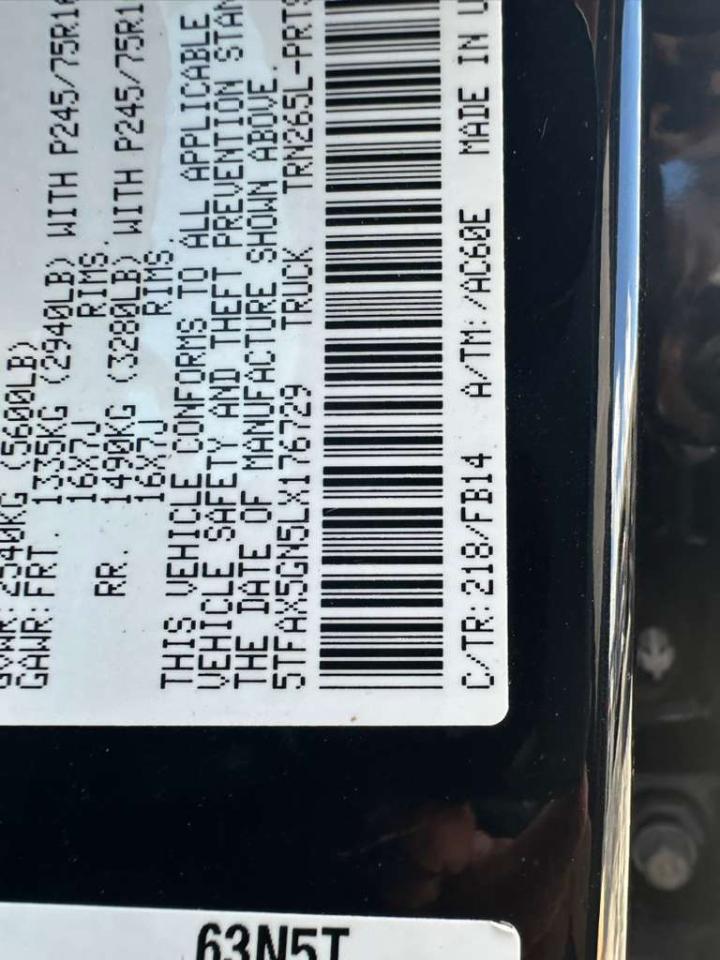 GVWR: 2540KG (5600LB)
GAWR: FRT. 1335KG (2940LB) WITH P245/75R16
16X7J RIMS.
RR. 1490KG (3280LB) WITH P245/75R1
16X7J RIMS.
THIS VEHICLE CONFORMS TO ALL APPLICABLE
VEHICLE SAFETY AND THEFT PREVENTION STAN
THE DATE OF MANUFACTURE SHOWN ABOVE.
5TFAX5GN5LX176729 TRUCK TRN265L-PRTS
C/TR:218/FB14 A/TM:/AC60E MADE IN U
63N5T